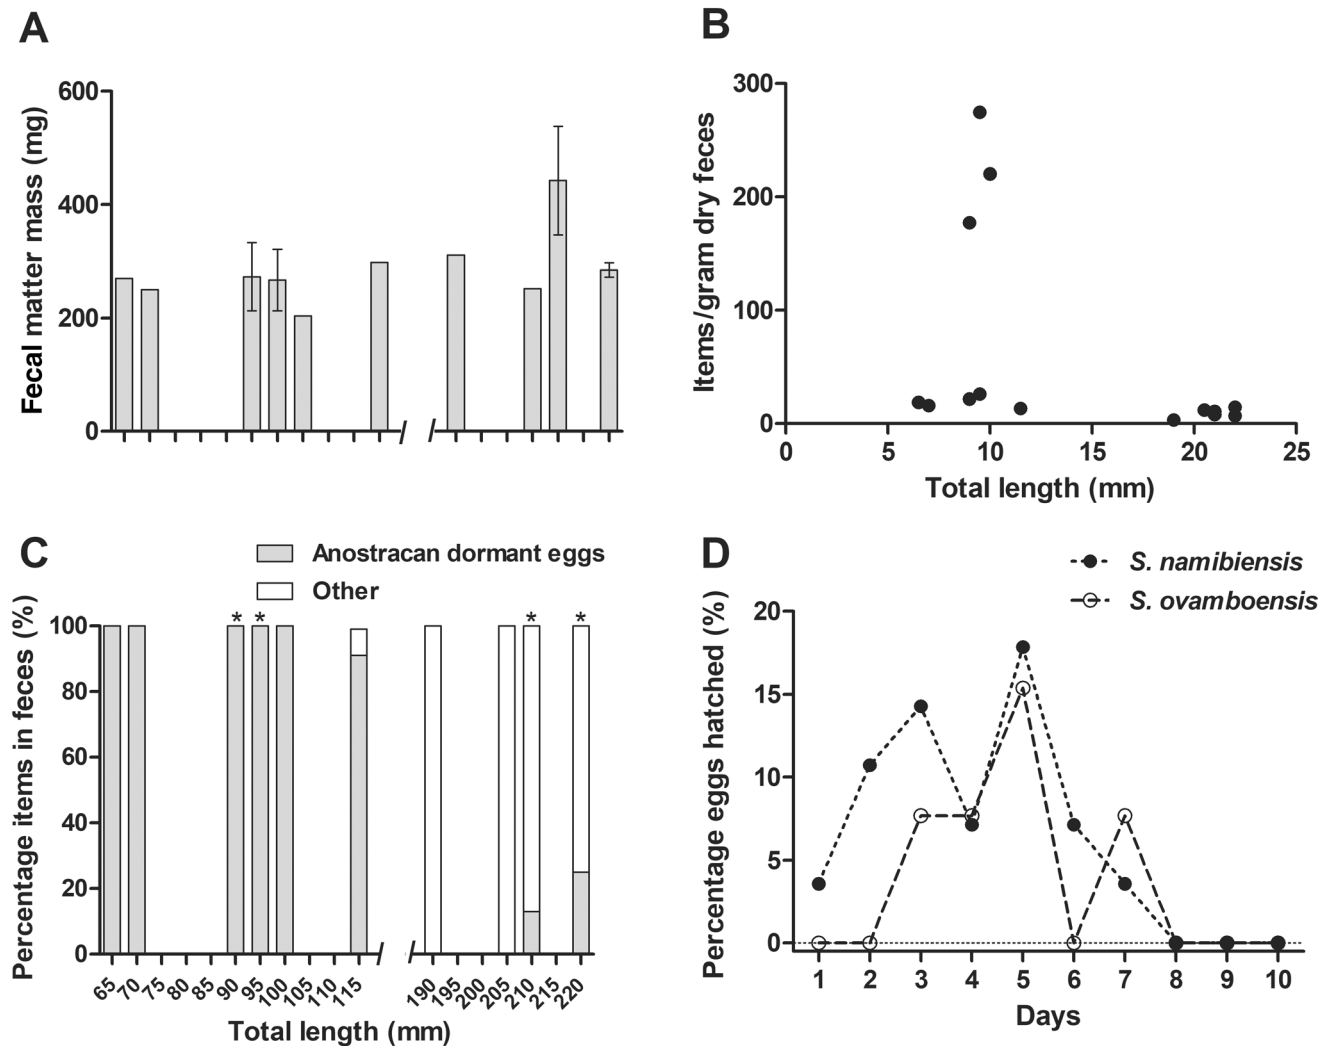 A
600
400
200
0
Fecal matter mass (mg)
B
300
200
100
0
Items/gram dry feces
0 5 10 15 20 25
Total length (mm)
C
Anostracan dormant eggs
Other
* * * *
100
80
60
40
20
0
Percentage items in feces (%)
65 70 75 80 85 90 95 100 105 110 115 190 195 200 205 210 215 220
Total length (mm)
D
S. namibiensis
S. ovamboensis
20
15
10
5
0
Percentage eggs hatched (%)
1 2 3 4 5 6 7 8 9 10
Days